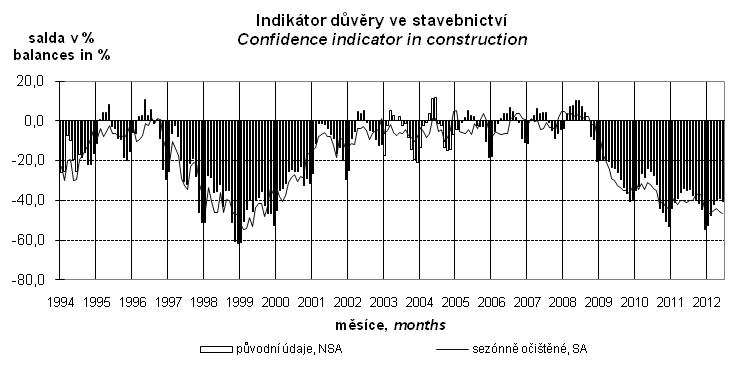 Indikátor důvěry ve stavebnictví
Confidence indicator in construction
salda v %
balances in %
20,0
0,0
-20,0
-40,0
-60,0
-80,0
1994 1995 1996 1997 1998 1999 2000 2001 2002 2003 2004 2005 2006 2007 2008 2009 2010 2011 2012
měsíce, months
původní údaje, NSA
sezónně očištěné, SA